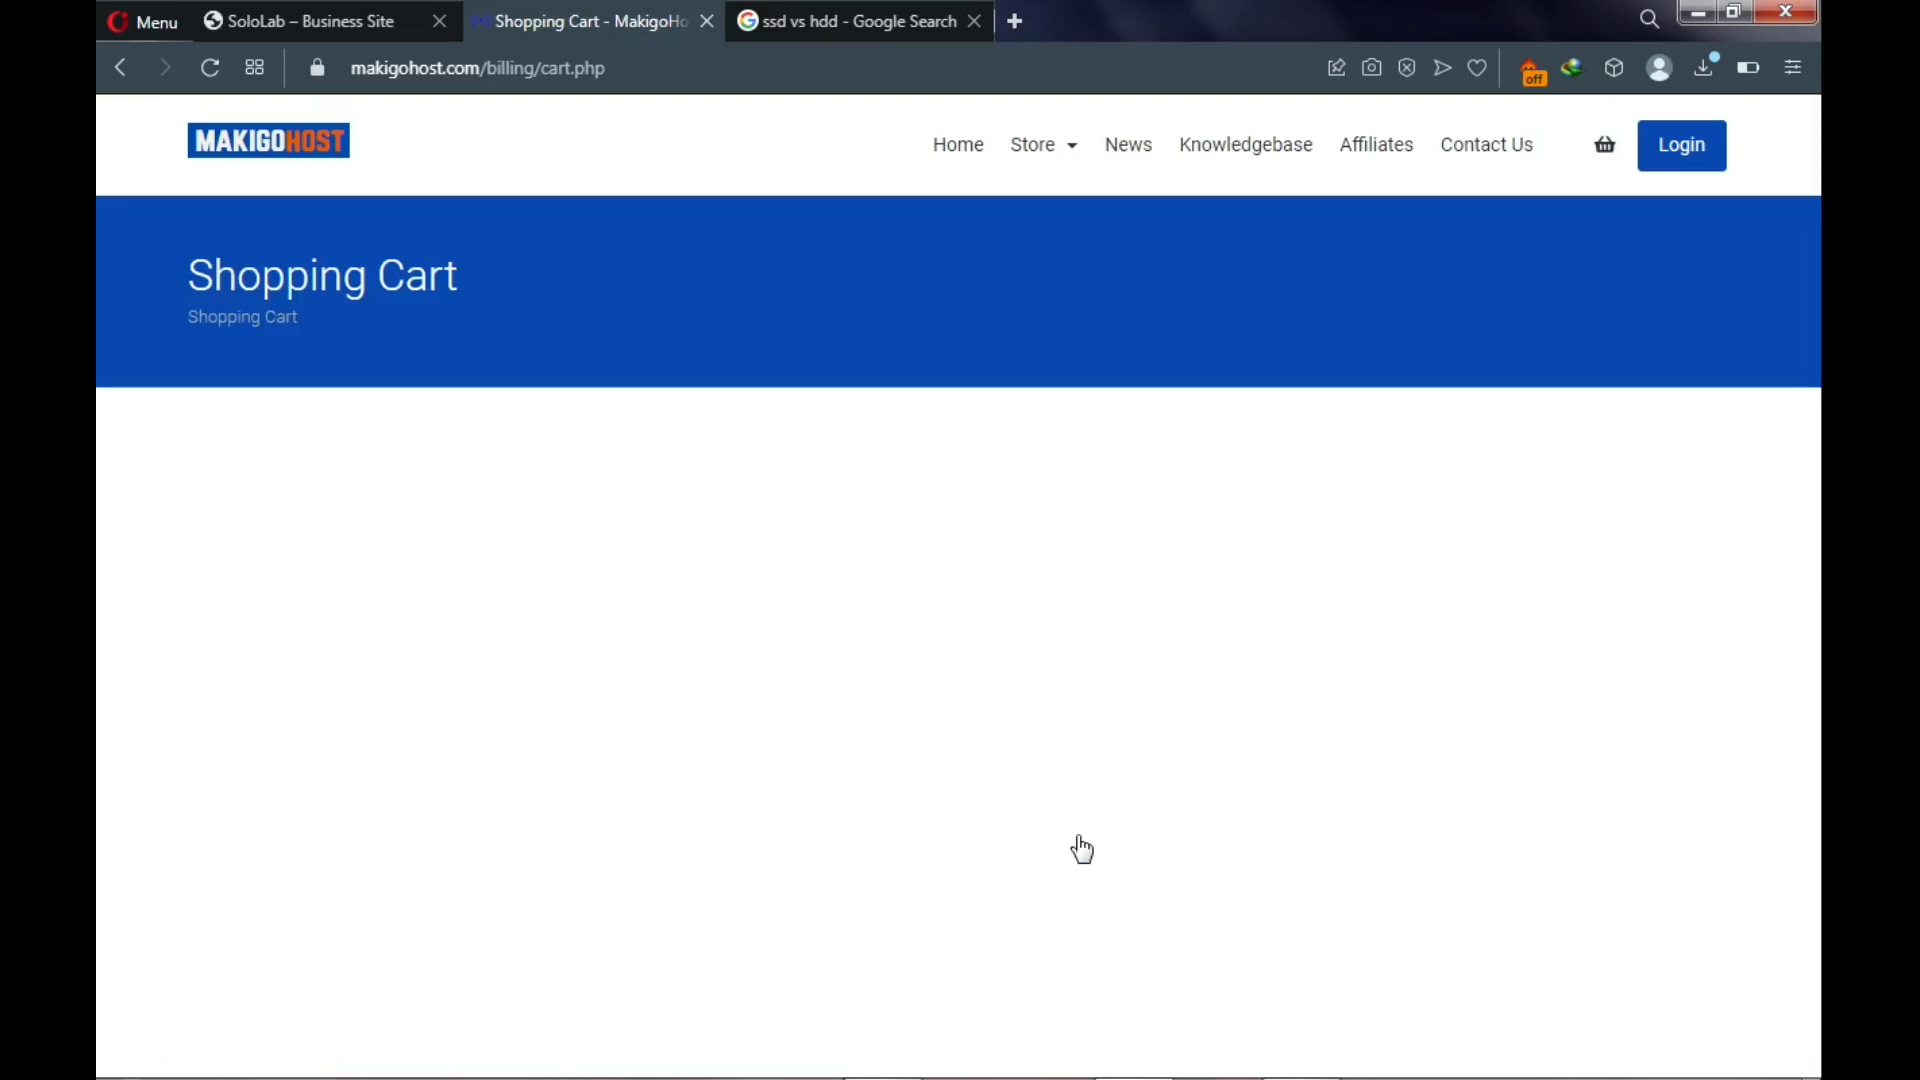 Menu
SoloLab – Business Site
Shopping Cart - MakigoHo
ssd vs hdd - Google Search
makigohost.com/billing/cart.php
off
MAKIGOHOST
Home
Store
News
Knowledgebase
Affiliates
Contact Us
Login
Shopping Cart
Shopping Cart